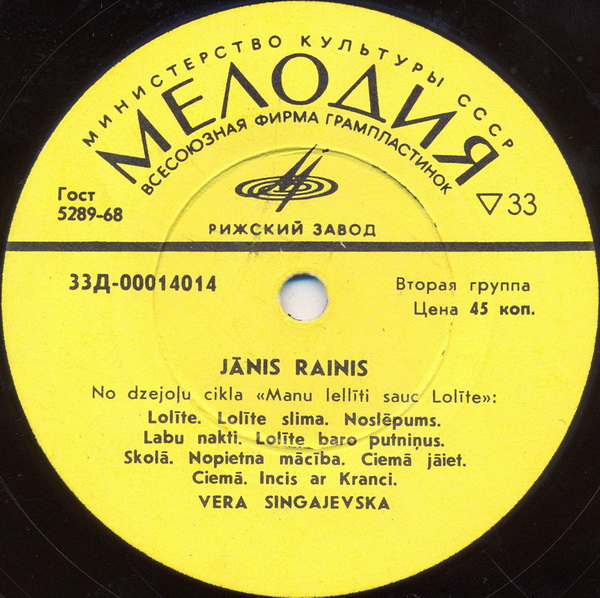 МИНИСТЕРСТВО КУЛЬТУРЫ СССР
МЕЛОДИЯ
ВСЕСОЮЗНАЯ ФИРМА ГРАМПЛАСТИНОК
Гост
5289-68
33
РИЖСКИЙ ЗАВОД
33Д-00014014
Вторая группа
Цена 45 коп.
JĀNIS RAINIS
No dzejoļu cikla «Manu lellīti sauc Lolīte»:
Lolīte. Lolīte slima. Noslēpums.
Labu nakti. Lolīte baro putniņus.
Skolā. Nopietna mācība. Ciemā jāiet.
Ciemā. Incis ar Kranci.
VERA SINGAJEVSKA